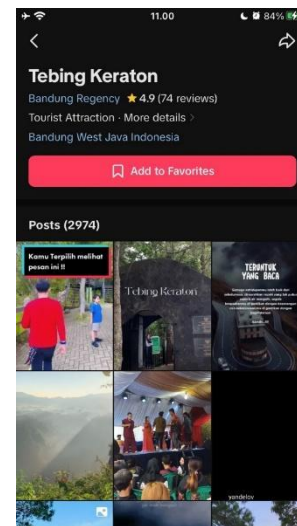 11.00
84%
Tebing Keraton
Bandung Regency ★ 4.9 (74 reviews)
Tourist Attraction · More details >
Bandung West Java Indonesia
Add to Favorites
Posts (2974)
Kamu Terpilih melihat
pesan ini !!
Tebing Keraton
TERUNTUK
YANG BACA
yondelov